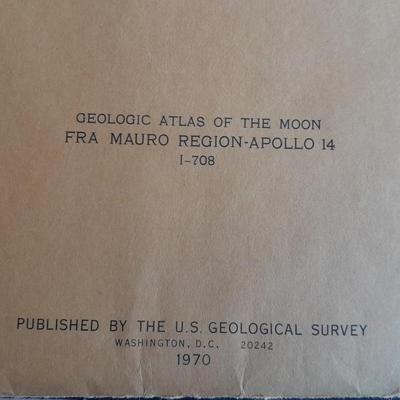 GEOLOGIC ATLAS OF THE MOON
FRA MAURO REGION-APOLLO 14
I-708
PUBLISHED BY THE U.S. GEOLOGICAL SURVEY
WASHINGTON, D.C. 20242
1970